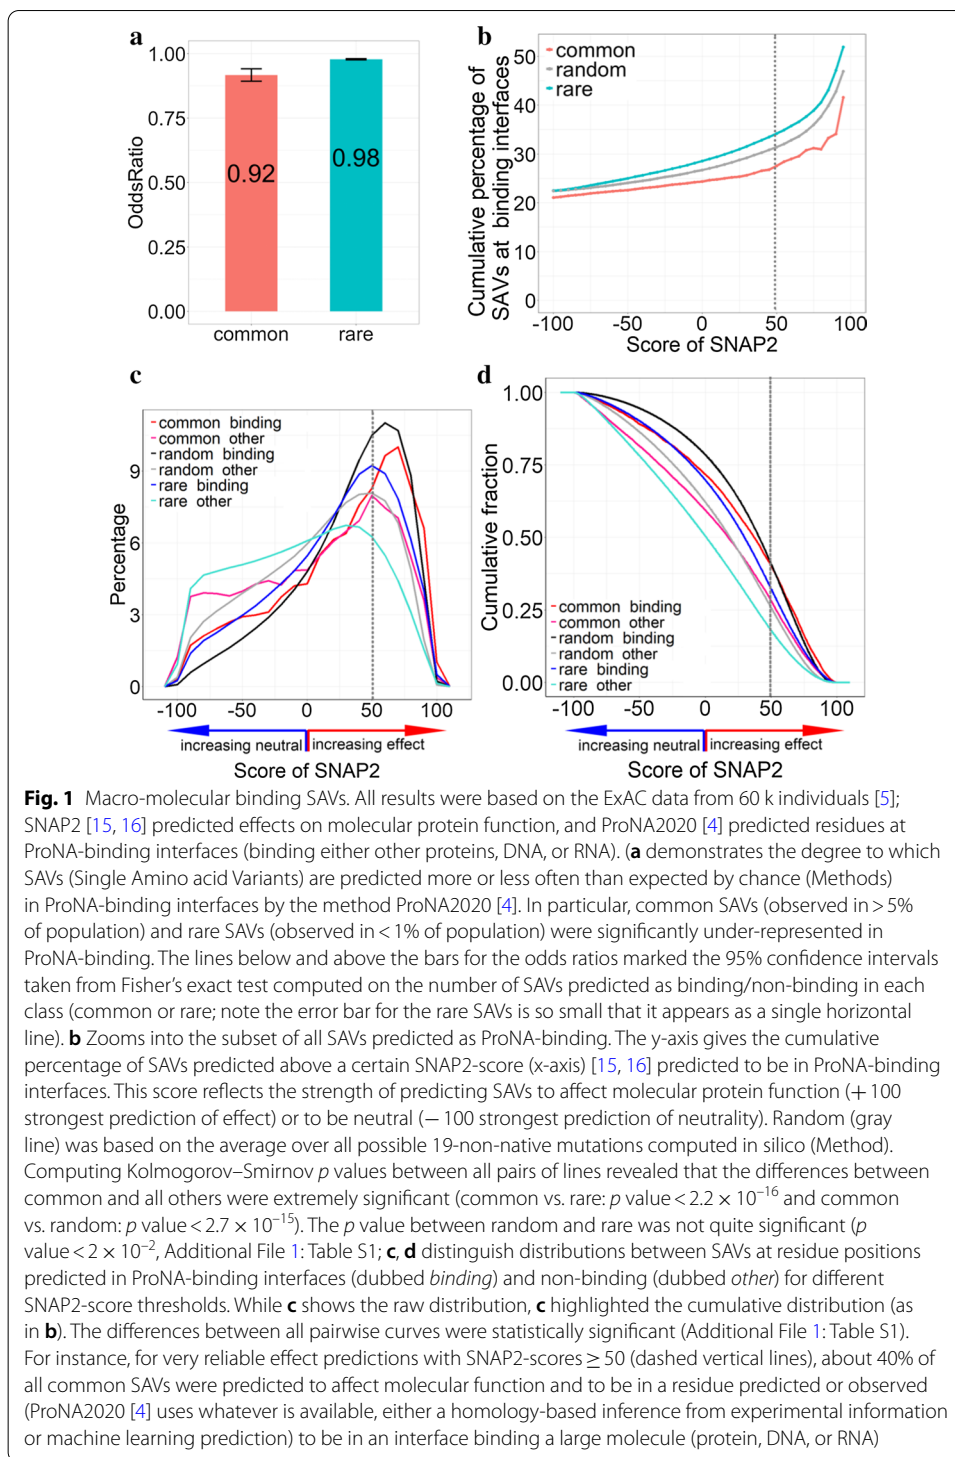 a
1.00
0.75
0.50
0.25
0.00
OddsRatio
0.92
0.98
common
rare
b
50
40
30
20
10
0
Cumulative percentage of
SAVs at binding interfaces
common
random
rare
-100
-50
0
50
100
Score of SNAP2
c
9
6
3
0
Percentage
common binding
common other
random binding
random other
rare binding
rare other
-100
-50
0
50
100
increasing neutral
increasing effect
Score of SNAP2
d
1.00
0.75
0.50
0.25
0.00
Cumulative fraction
common binding
common other
random binding
random other
rare binding
rare other
-100
-50
0
50
100
increasing neutral
increasing effect
Score of SNAP2
Fig. 1 Macro-molecular binding SAVs. All results were based on the ExAC data from 60 k individuals [5];
SNAP2 [15, 16] predicted effects on molecular protein function, and ProNA2020 [4] predicted residues at
ProNA-binding interfaces (binding either other proteins, DNA, or RNA). (a demonstrates the degree to which
SAVs (Single Amino acid Variants) are predicted more or less often than expected by chance (Methods)
in ProNA-binding interfaces by the method ProNA2020 [4]. In particular, common SAVs (observed in > 5%
of population) and rare SAVs (observed in < 1% of population) were significantly under-represented in
ProNA-binding. The lines below and above the bars for the odds ratios marked the 95% confidence intervals
taken from Fisher's exact test computed on the number of SAVs predicted as binding/non-binding in each
class (common or rare; note the error bar for the rare SAVs is so small that it appears as a single horizontal
line). b Zooms into the subset of all SAVs predicted as ProNA-binding. The y-axis gives the cumulative
percentage of SAVs predicted above a certain SNAP2-score (x-axis) [15, 16] predicted to be in ProNA-binding
interfaces. This score reflects the strength of predicting SAVs to affect molecular protein function (+ 100
strongest prediction of effect) or to be neutral (− 100 strongest prediction of neutrality). Random (gray
line) was based on the average over all possible 19-non-native mutations computed in silico (Method).
Computing Kolmogorov–Smirnov p values between all pairs of lines revealed that the differences between
common and all others were extremely significant (common vs. rare: p value < 2.2 × 10⁻¹⁶ and common
vs. random: p value < 2.7 × 10⁻¹⁵). The p value between random and rare was not quite significant (p
value < 2 × 10⁻², Additional File 1: Table S1; c, d distinguish distributions between SAVs at residue positions
predicted in ProNA-binding interfaces (dubbed binding) and non-binding (dubbed other) for different
SNAP2-score thresholds. While c shows the raw distribution, c highlighted the cumulative distribution (as
in b). The differences between all pairwise curves were statistically significant (Additional File 1: Table S1).
For instance, for very reliable effect predictions with SNAP2-scores ≥ 50 (dashed vertical lines), about 40% of
all common SAVs were predicted to affect molecular function and to be in a residue predicted or observed
(ProNA2020 [4] uses whatever is available, either a homology-based inference from experimental information
or machine learning prediction) to be in an interface binding a large molecule (protein, DNA, or RNA)